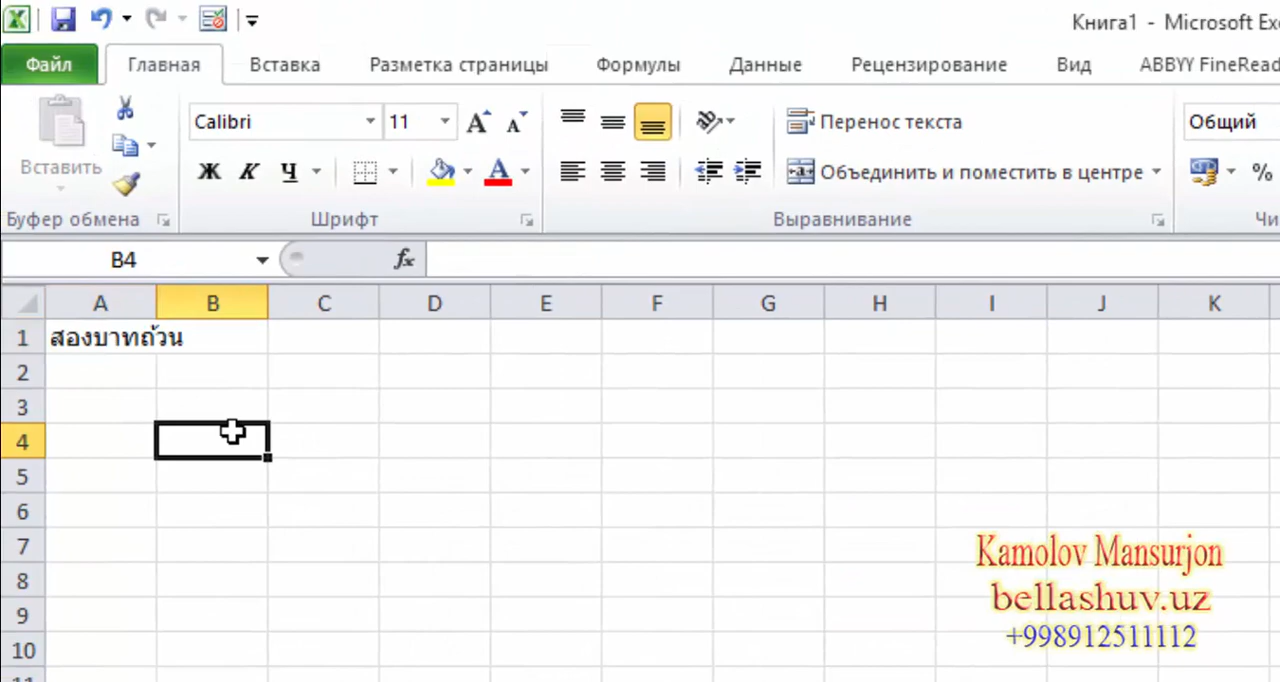 Книга1 - Microsoft Exc
Файл Главная Вставка Разметка страницы Формулы Данные Рецензирование Вид ABBYY FineRead
Calibri 11 Перенос текста Общий
Вставить Ж К Ч А Объединить и поместить в центре %
Буфер обмена Шрифт Выравнивание Чи
B4 fx
A B C D E F G H I J K
1 สองบาทถ้วน
2
3
4
5
6
7
8
9
10
Kamolov Mansurjon
bellashuv.uz
+998912511112